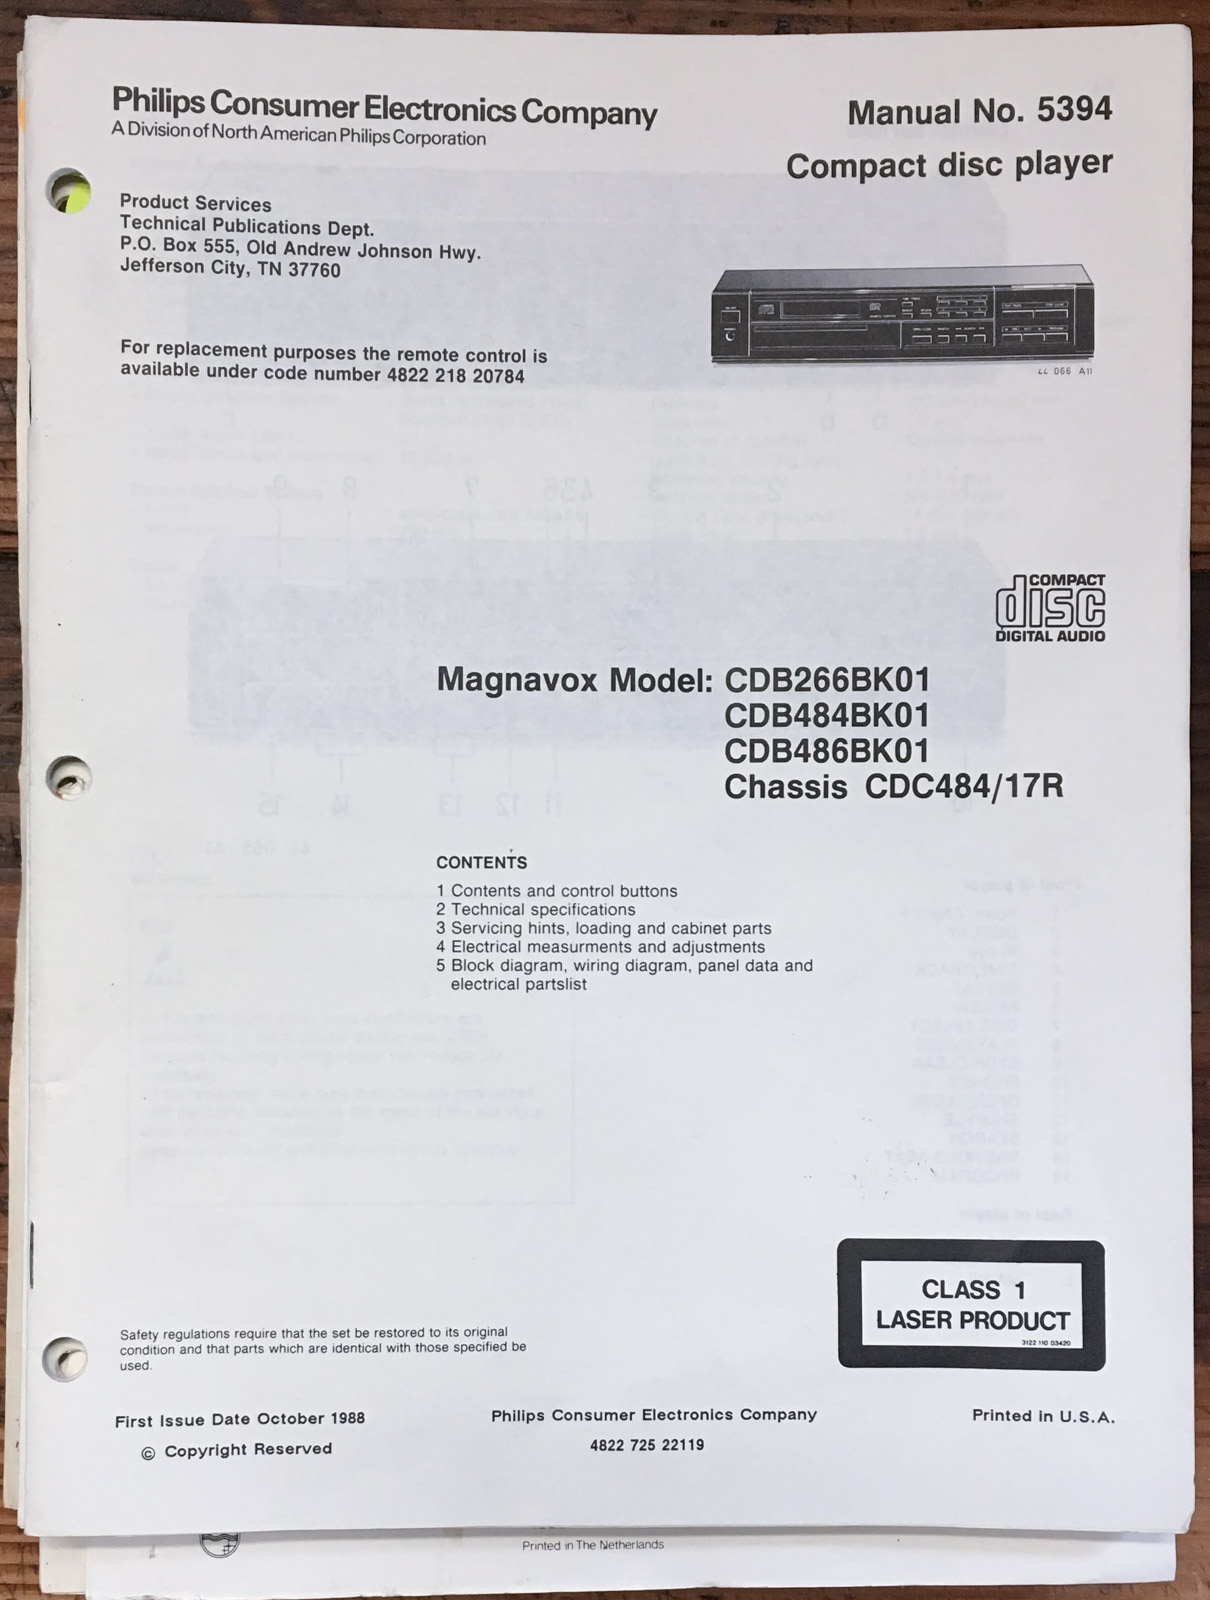 Philips Consumer Electronics Company
A Division of North American Philips Corporation
Manual No. 5394
Compact disc player
Product Services
Technical Publications Dept.
P.O. Box 555, Old Andrew Johnson Hwy.
Jefferson City, TN 37760
For replacement purposes the remote control is
available under code number 4822 218 20784
44 066 A11
COMPACT
disc
DIGITAL AUDIO
Magnavox Model: CDB266BK01
CDB484BK01
CDB486BK01
Chassis CDC484/17R
CONTENTS
1 Contents and control buttons
2 Technical specifications
3 Servicing hints, loading and cabinet parts
4 Electrical measurments and adjustments
5 Block diagram, wiring diagram, panel data and
electrical partslist
CLASS 1
LASER PRODUCT
3122 110 03420
Safety regulations require that the set be restored to its original
condition and that parts which are identical with those specified be
used.
First Issue Date October 1988
© Copyright Reserved
Philips Consumer Electronics Company
4822 725 22119
Printed in U.S.A.
Printed in The Netherlands